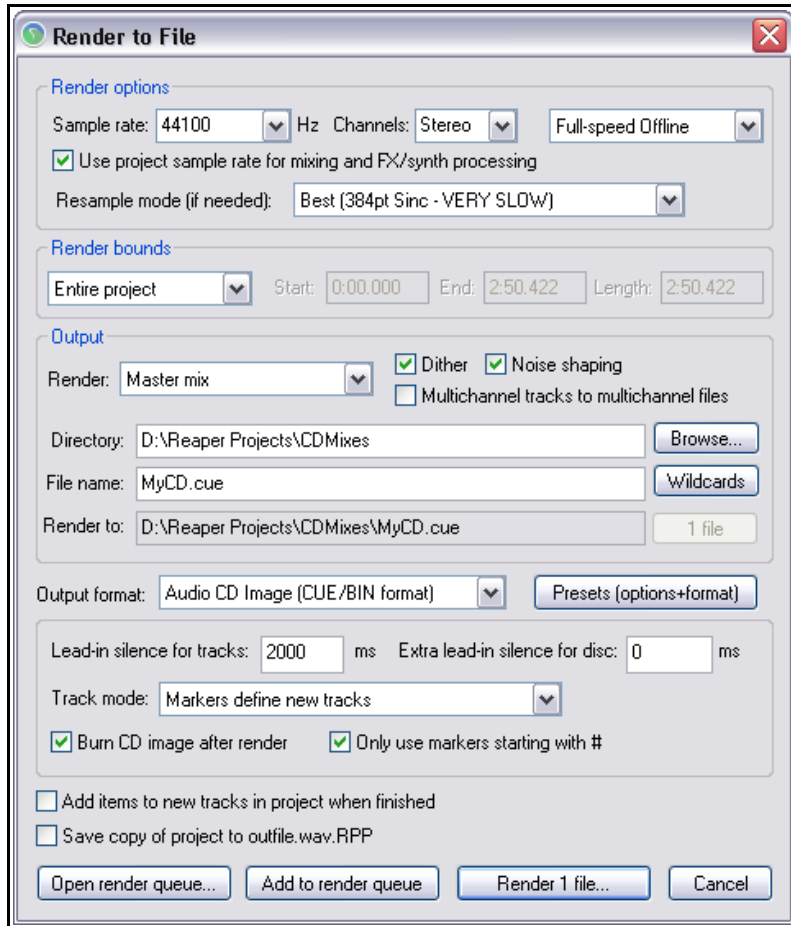 Render to File
Render options
Sample rate: 44100 Hz Channels: Stereo Full-speed Offline
Use project sample rate for mixing and FX/synth processing
Resample mode (if needed): Best (384pt Sinc - VERY SLOW)
Render bounds
Entire project Start: 0:00.000 End: 2:50.422 Length: 2:50.422
Output
Render: Master mix Dither Noise shaping
Multichannel tracks to multichannel files
Directory: D:\Reaper Projects\CDMixes Browse...
File name: MyCD.cue Wildcards
Render to: D:\Reaper Projects\CDMixes\MyCD.cue 1 file
Output format: Audio CD Image (CUE/BIN format) Presets (options+format)
Lead-in silence for tracks: 2000 ms Extra lead-in silence for disc: 0 ms
Track mode: Markers define new tracks
Burn CD image after render Only use markers starting with #
Add items to new tracks in project when finished
Save copy of project to outfile.wav.RPP
Open render queue... Add to render queue Render 1 file... Cancel